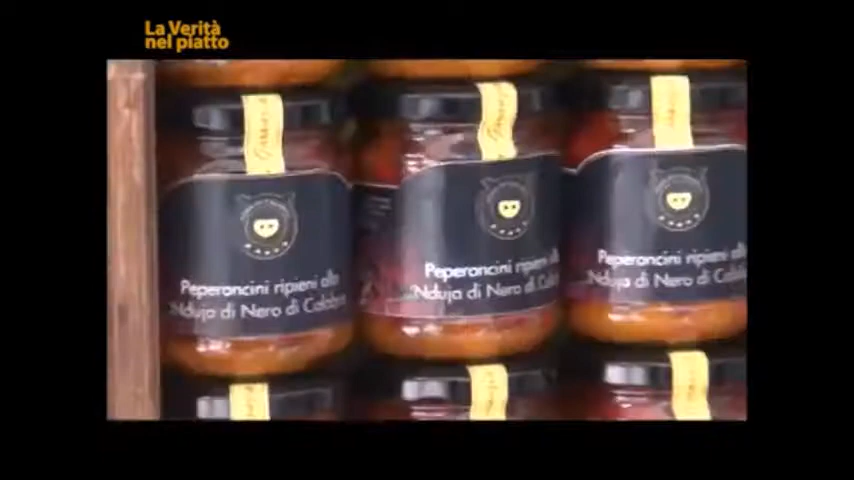 La Verità
nel piatto
Peperoncini ripieni alla
'Nduja di Nero di Calabria
Peperoncini ripieni alla
'Nduja di Nero di Calabria
Peperoncini ripieni alla
'Nduja di Nero di Calabria